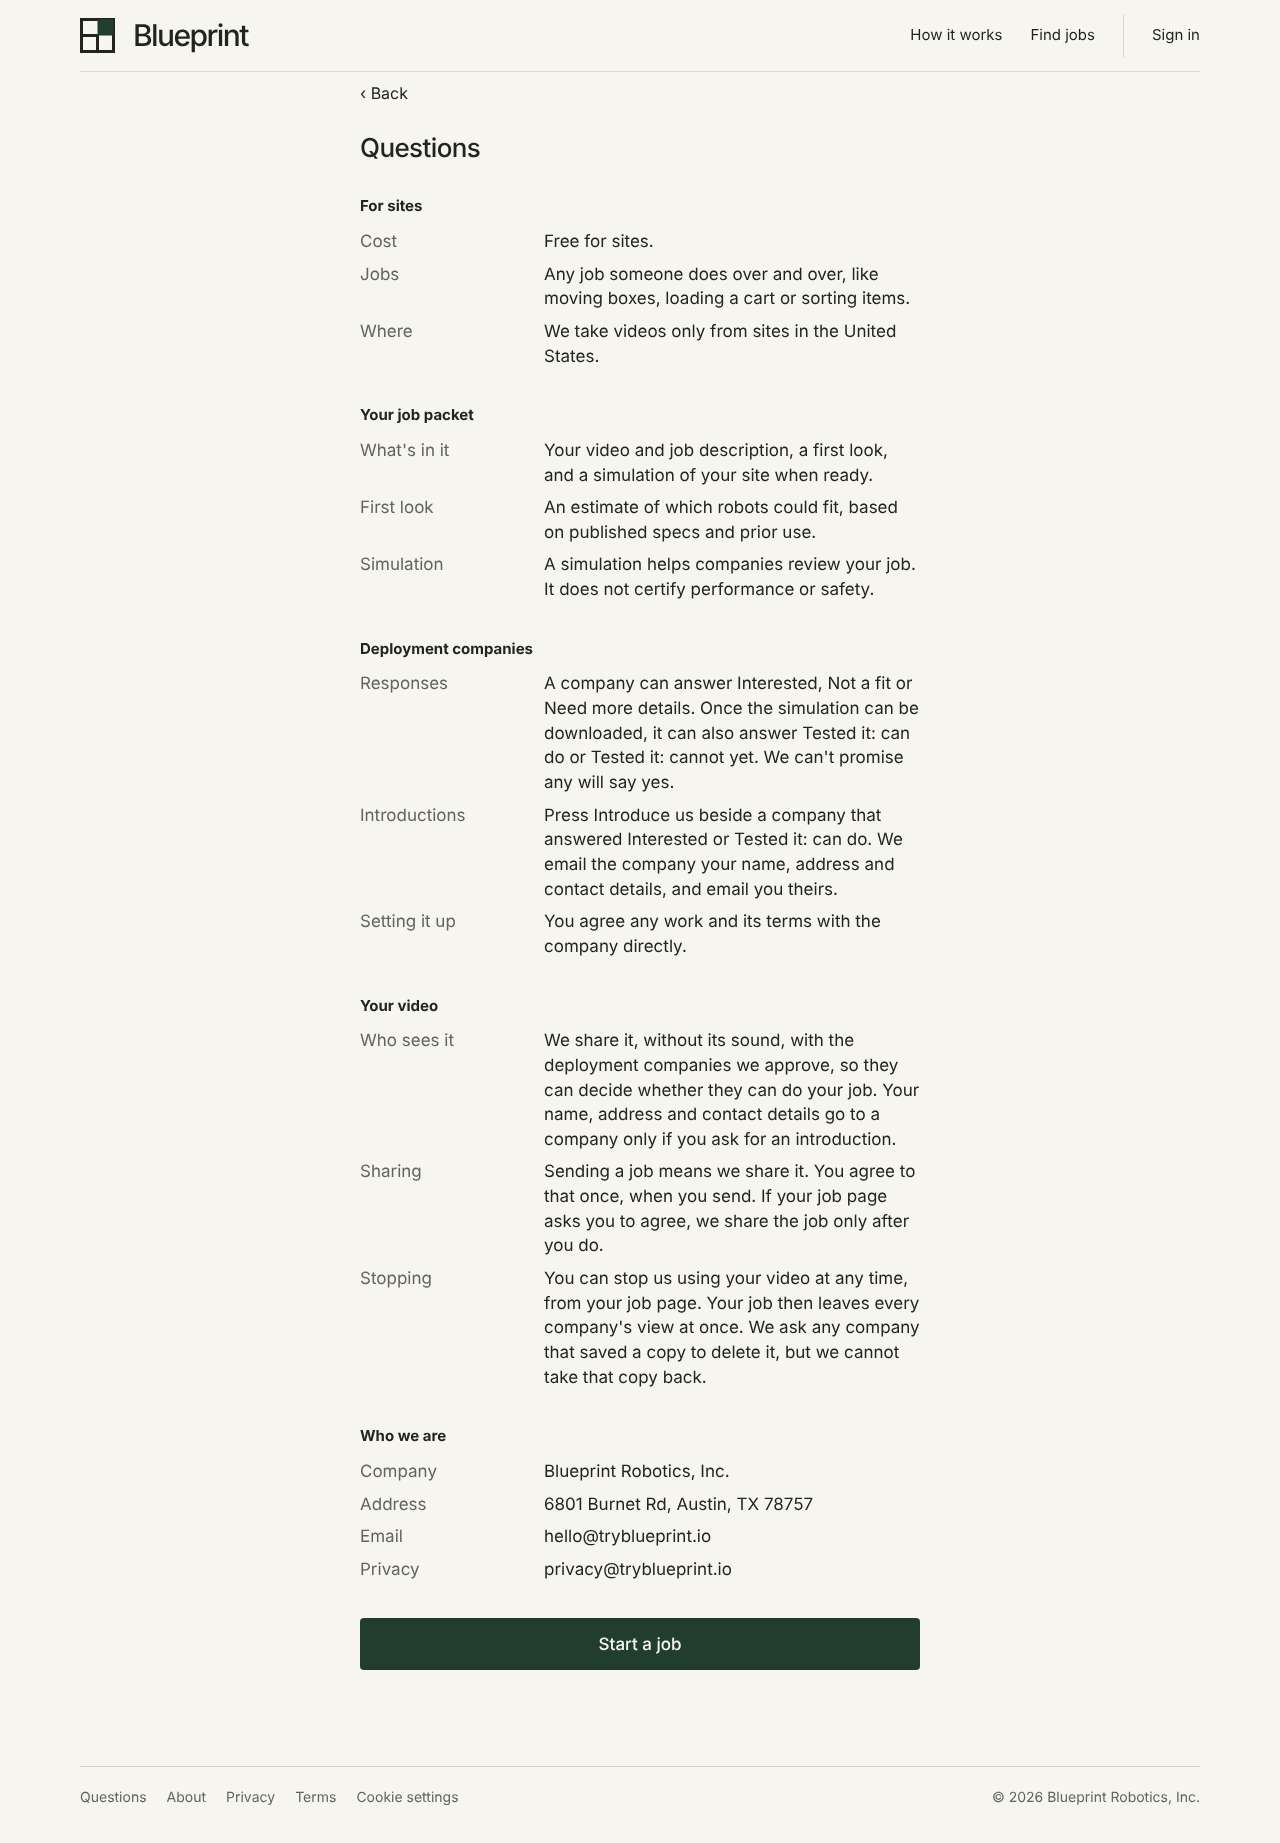 Blueprint
How it works
Find jobs
Sign in
‹ Back
Questions
For sites
Cost
Free for sites.
Jobs
Any job someone does over and over, like
moving boxes, loading a cart or sorting items.
Where
We take videos only from sites in the United
States.
Your job packet
What's in it
Your video and job description, a first look,
and a simulation of your site when ready.
First look
An estimate of which robots could fit, based
on published specs and prior use.
Simulation
A simulation helps companies review your job.
It does not certify performance or safety.
Deployment companies
Responses
A company can answer Interested, Not a fit or
Need more details. Once the simulation can be
downloaded, it can also answer Tested it: can
do or Tested it: cannot yet. We can't promise
any will say yes.
Introductions
Press Introduce us beside a company that
answered Interested or Tested it: can do. We
email the company your name, address and
contact details, and email you theirs.
Setting it up
You agree any work and its terms with the
company directly.
Your video
Who sees it
We share it, without its sound, with the
deployment companies we approve, so they
can decide whether they can do your job. Your
name, address and contact details go to a
company only if you ask for an introduction.
Sharing
Sending a job means we share it. You agree to
that once, when you send. If your job page
asks you to agree, we share the job only after
you do.
Stopping
You can stop us using your video at any time,
from your job page. Your job then leaves every
company's view at once. We ask any company
that saved a copy to delete it, but we cannot
take that copy back.
Who we are
Company
Blueprint Robotics, Inc.
Address
6801 Burnet Rd, Austin, TX 78757
Email
hello@tryblueprint.io
Privacy
privacy@tryblueprint.io
Start a job
Questions
About
Privacy
Terms
Cookie settings
© 2026 Blueprint Robotics, Inc.